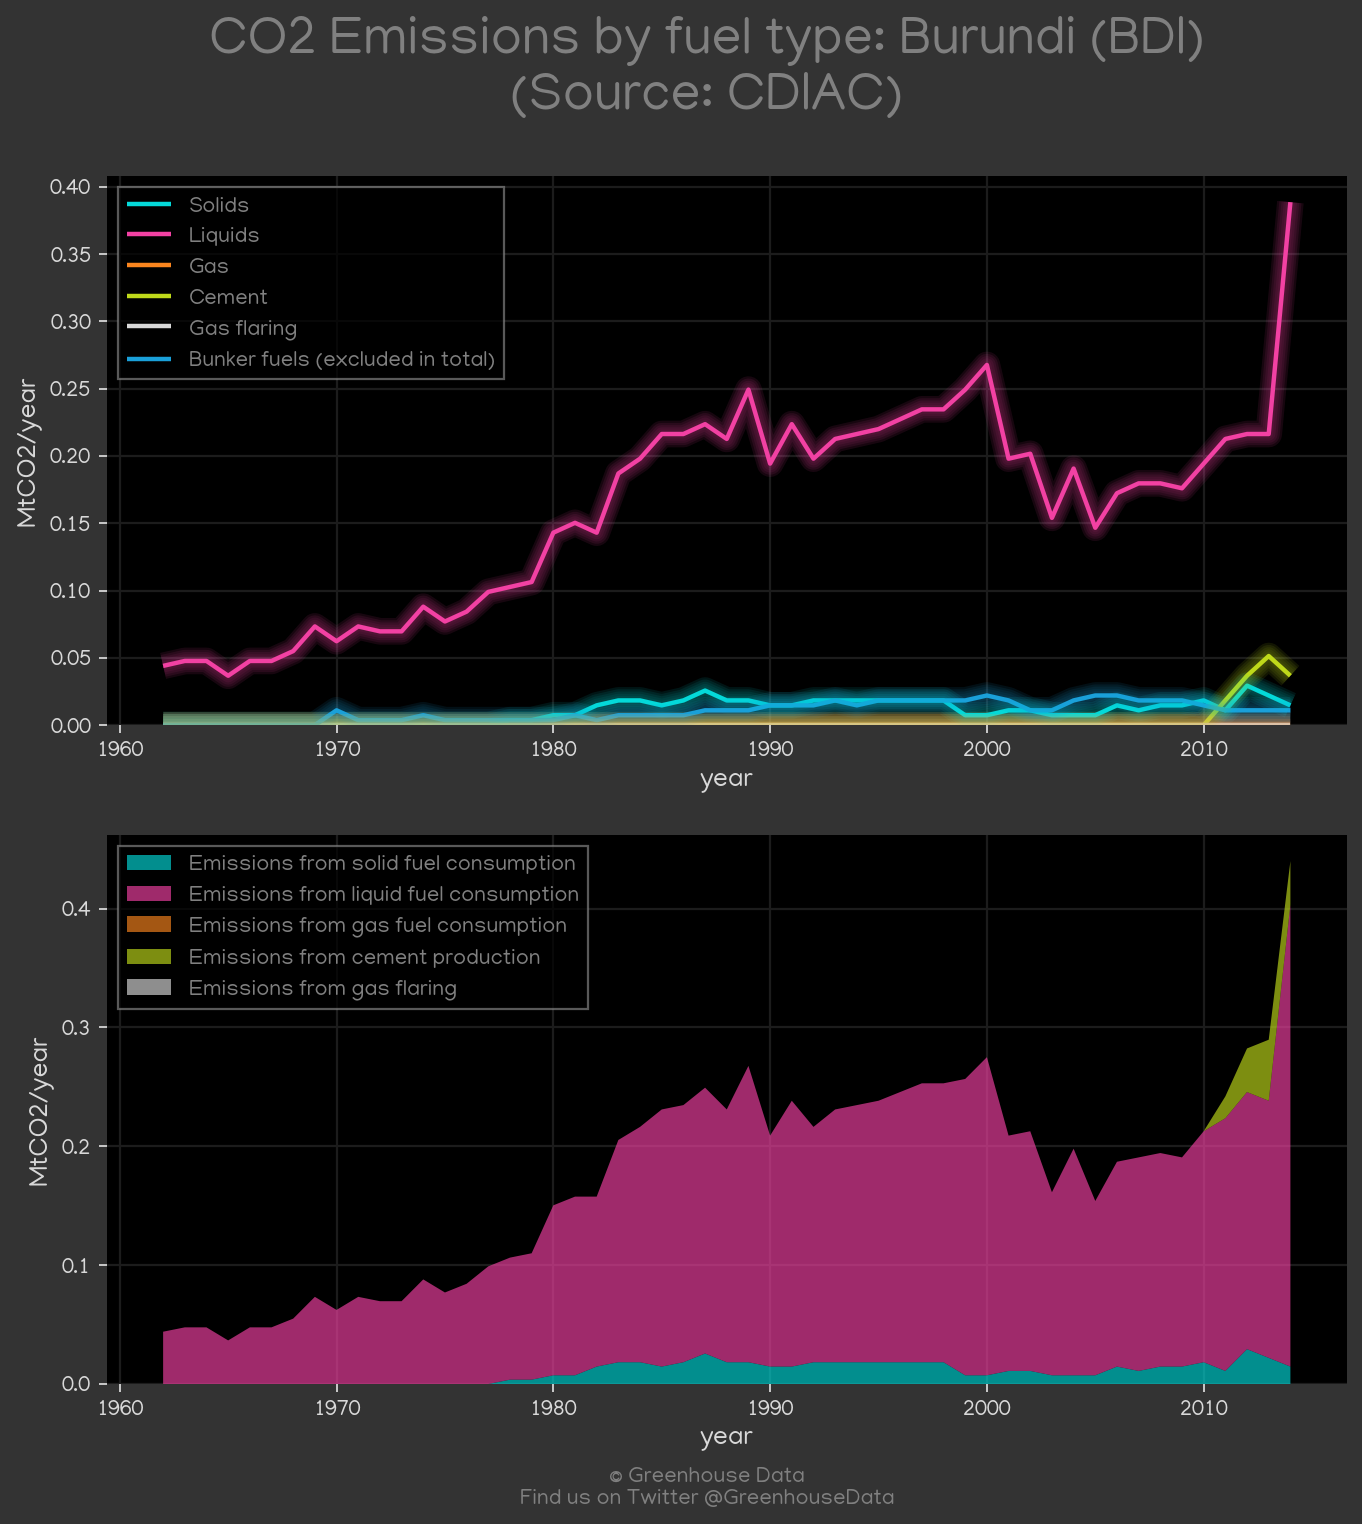 CO2 Emissions by fuel type: Burundi (BDI)
(Source: CDIAC)
MtCO2/year
0.40
0.35
0.30
0.25
0.20
0.15
0.10
0.05
0.00
Solids
Liquids
Gas
Cement
Gas flaring
Bunker fuels (excluded in total)
1960 1970 1980 1990 2000 2010
year
MtCO2/year
0.4
0.3
0.2
0.1
0.0
Emissions from solid fuel consumption
Emissions from liquid fuel consumption
Emissions from gas fuel consumption
Emissions from cement production
Emissions from gas flaring
1960 1970 1980 1990 2000 2010
year
© Greenhouse Data
Find us on Twitter @GreenhouseData